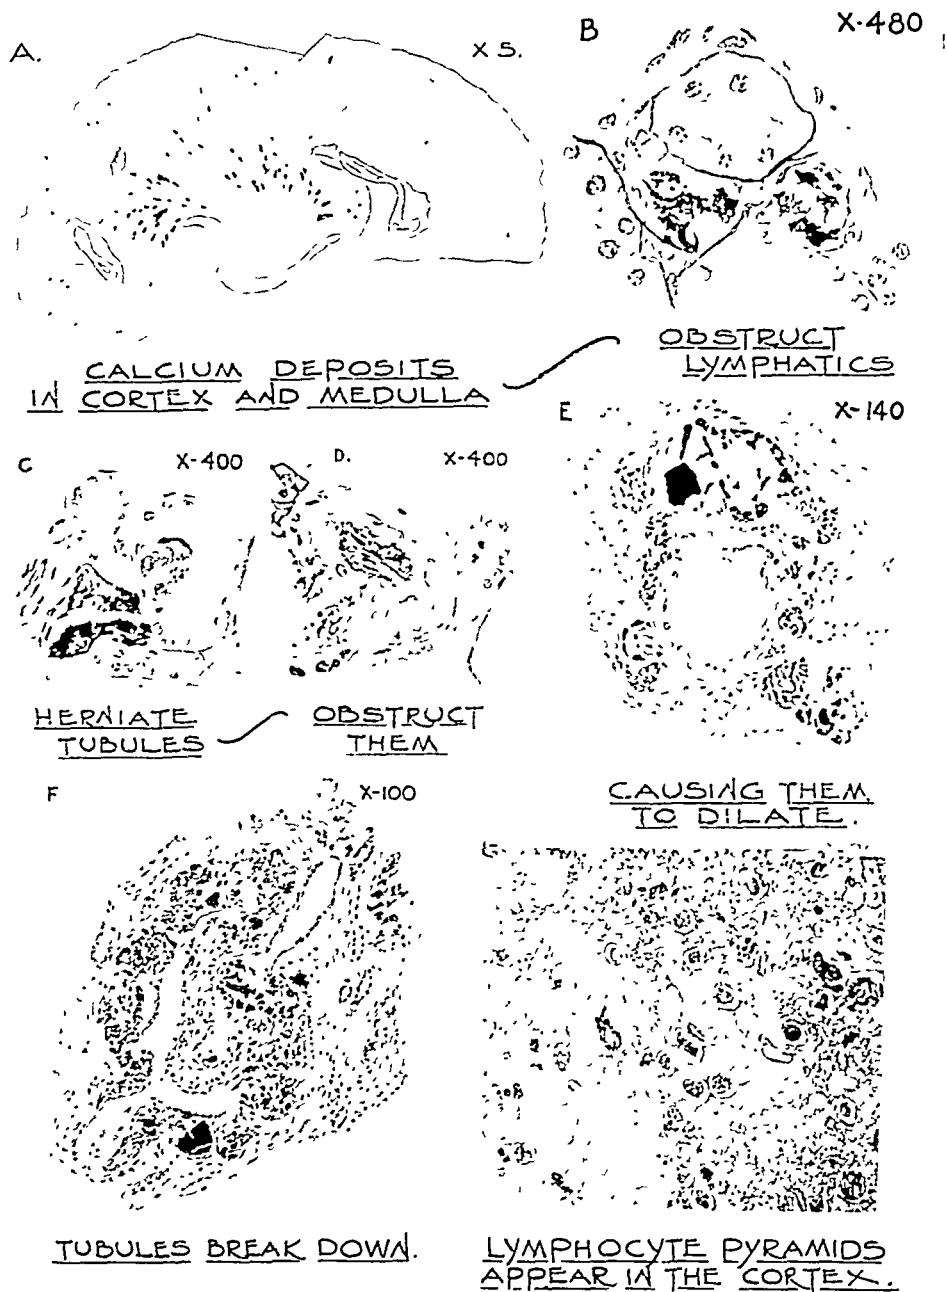 A.
X 5.
B
X-480
CALCIUM DEPOSITS
IN CORTEX AND MEDULLA
OBSTRUCT
LYMPHATICS
C
X-400
D.
X-400
E
X-140
HERNIATE
TUBULES
OBSTRUCT
THEM
CAUSING THEM
TO DILATE.
F
X-100
TUBULES BREAK DOWN.
LYMPHOCYTE PYRAMIDS
APPEAR IN THE CORTEX.